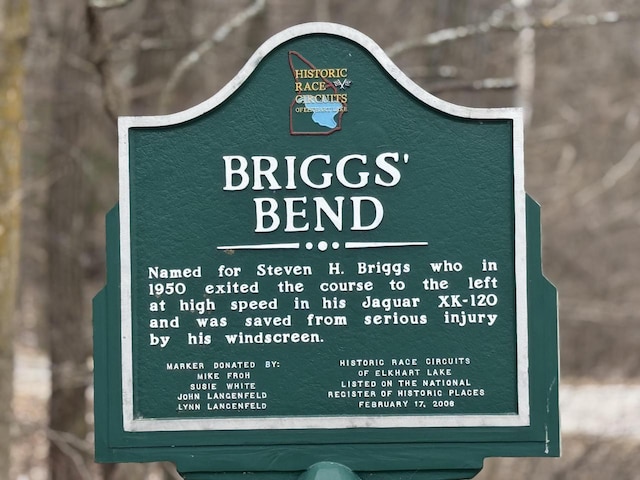 HISTORIC
RACE
CIRCUITS
OF ELKHART LAKE
BRIGGS'
BEND
Named for Steven H. Briggs who in
1950 exited the course to the left
at high speed in his Jaguar XK-120
and was saved from serious injury
by his windscreen.
MARKER DONATED BY:
MIKE FROH
SUSIE WHITE
JOHN LANGENFELD
LYNN LANGENFELD
HISTORIC RACE CIRCUITS
OF ELKHART LAKE
LISTED ON THE NATIONAL
REGISTER OF HISTORIC PLACES
FEBRUARY 17, 2006